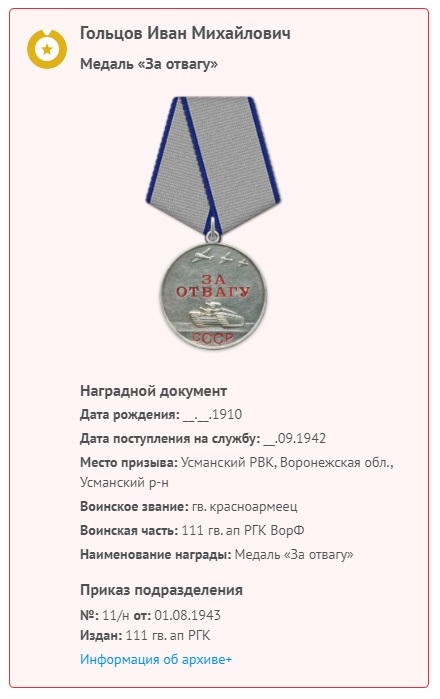 Гольцов Иван Михайлович
Медаль «За отвагу»
ЗА
ОТВАГУ
СССР
Наградной документ
Дата рождения: __.__.1910
Дата поступления на службу: __.09.1942
Место призыва: Усманский РВК, Воронежская обл.,
Усманский р-н
Воинское звание: гв. красноармеец
Воинская часть: 111 гв. ап РГК ВорФ
Наименование награды: Медаль «За отвагу»
Приказ подразделения
№: 11/н от: 01.08.1943
Издан: 111 гв. ап РГК
Информация об архиве+